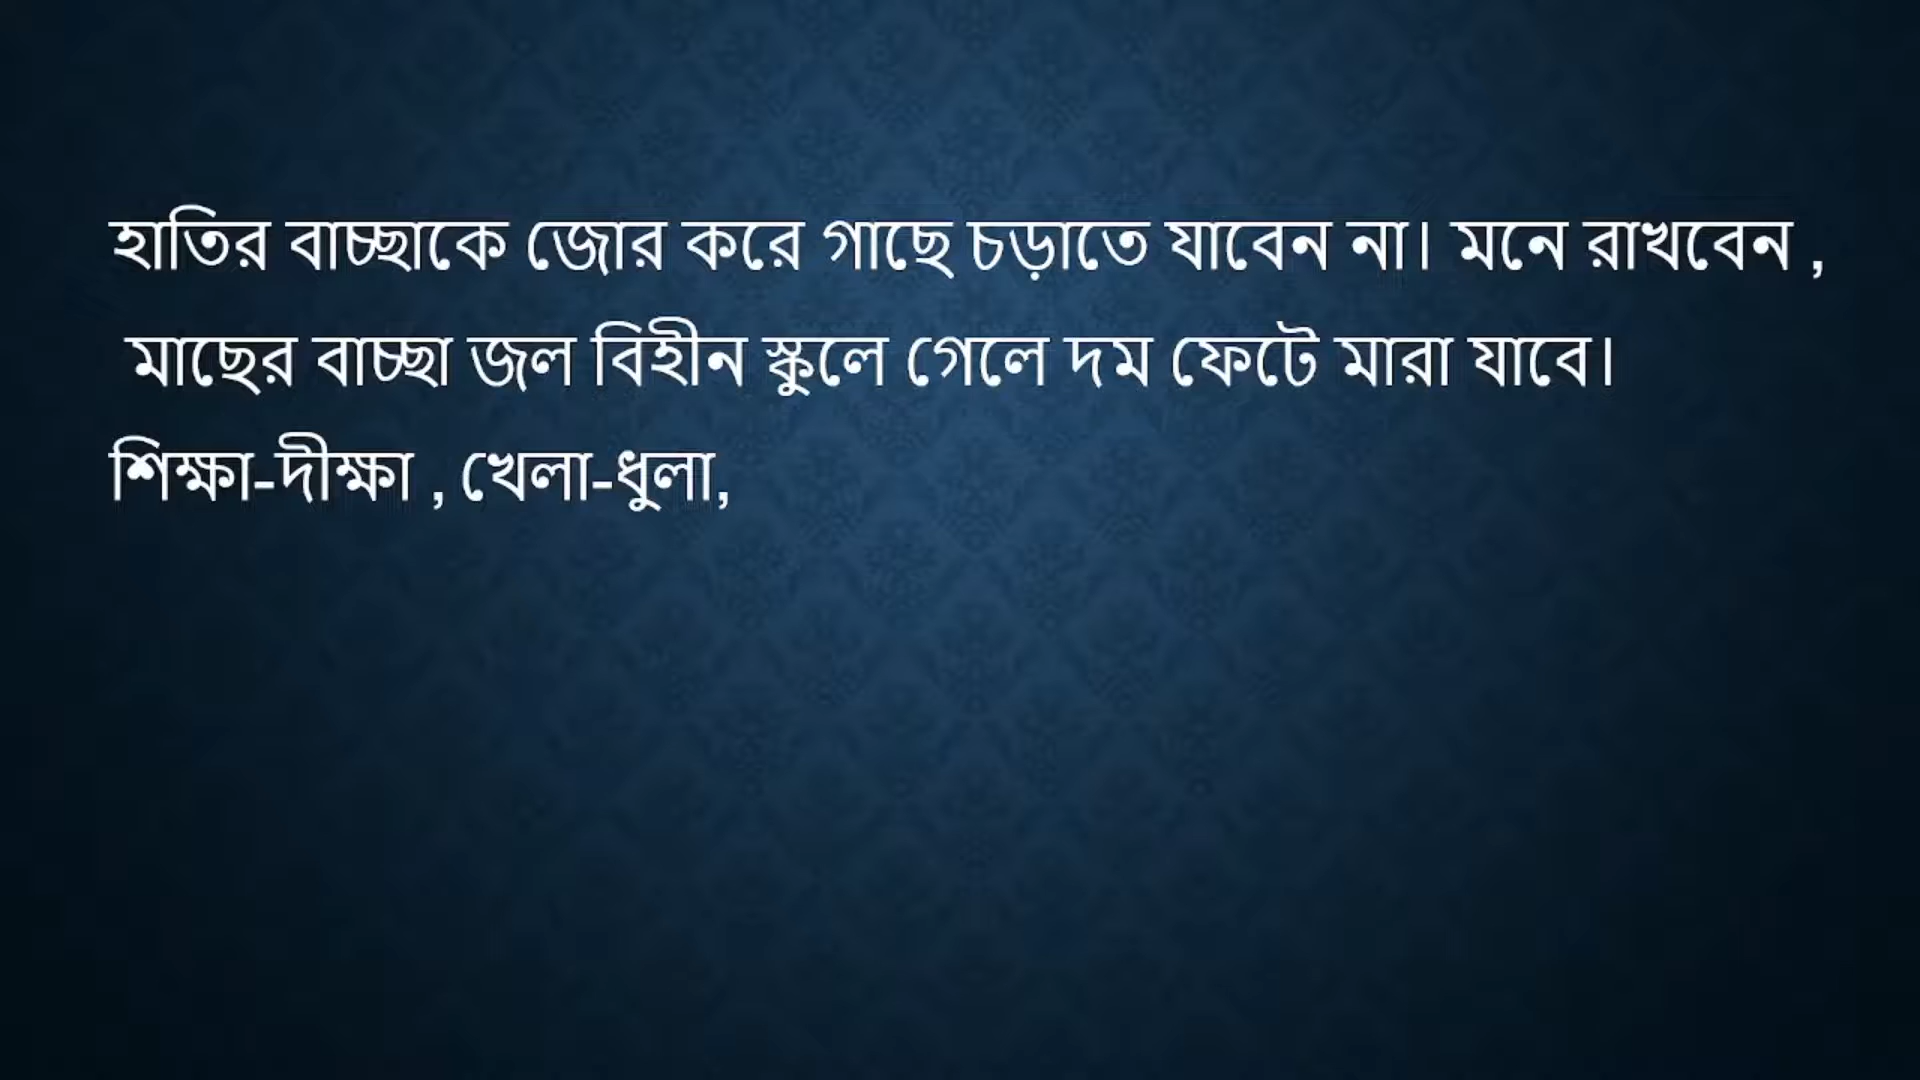 হাতির বাচ্ছাকে জোর করে গাছে চড়াতে যাবেন না। মনে রাখবেন ,
মাছের বাচ্ছা জল বিহীন স্কুলে গেলে দম ফেটে মারা যাবে।
শিক্ষা-দীক্ষা , খেলা-ধুলা,